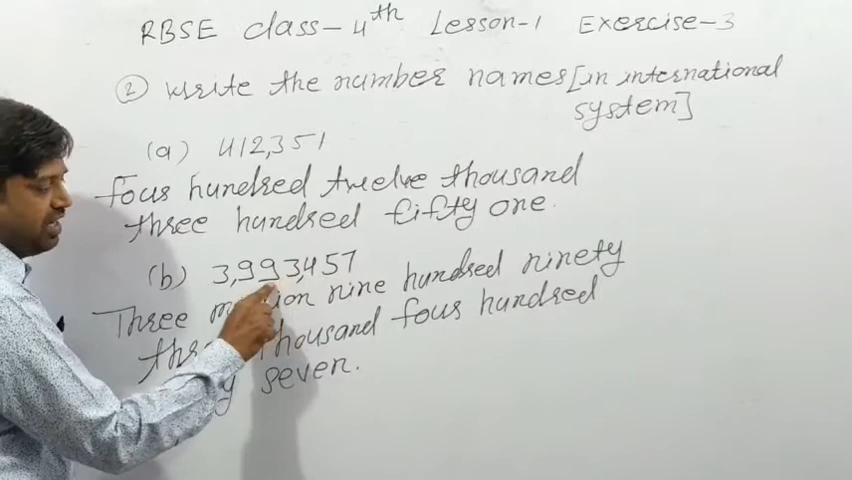 RBSE class-4th Lesson-1 Exercise-3
② Write the number names [in international system]
(a) 412,351
four hundred twelve thousand
three hundred fifty one.
(b) 3,993,457
Three nine hundred ninety
thousand four hundred
seven.